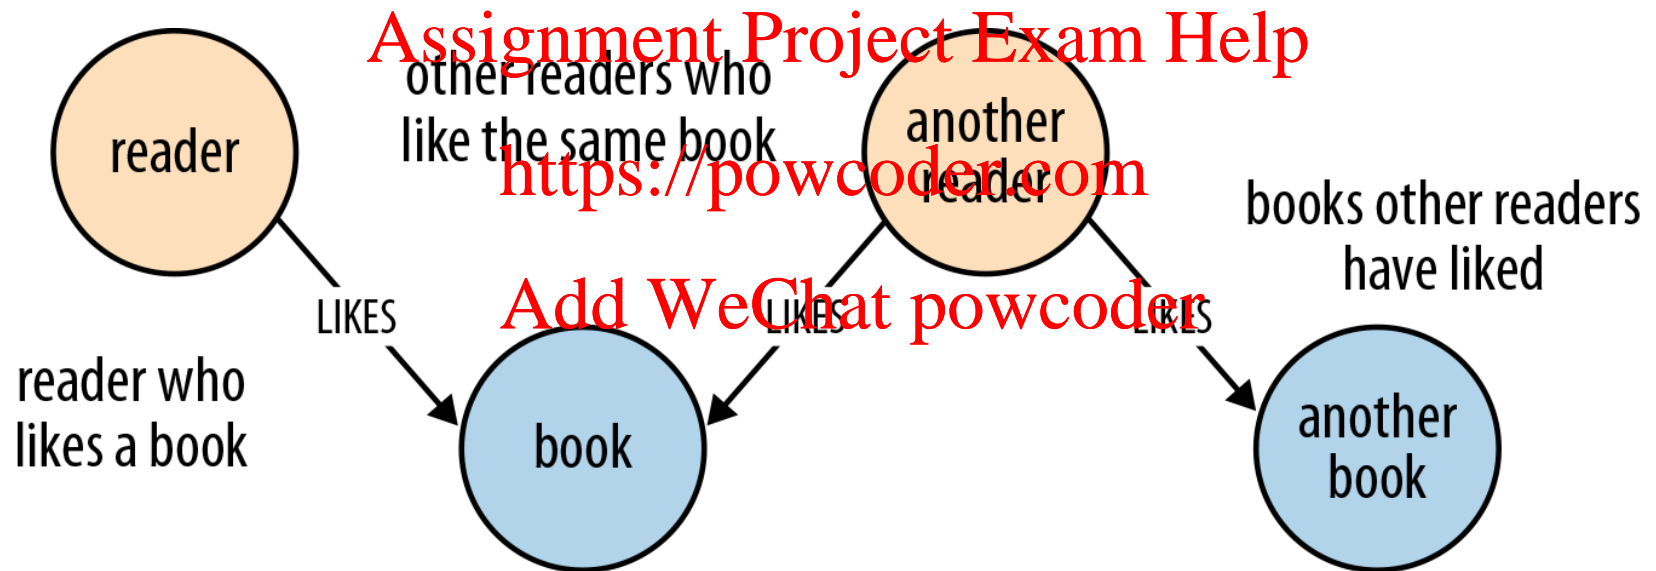 Assignment Project Exam Help
other readers who
like the same book
reader
another
reader
https://powcoder.com
books other readers
have liked
Add WeChat powcoder
LIKES
LIKES
LIKES
reader who
likes a book
book
another
book